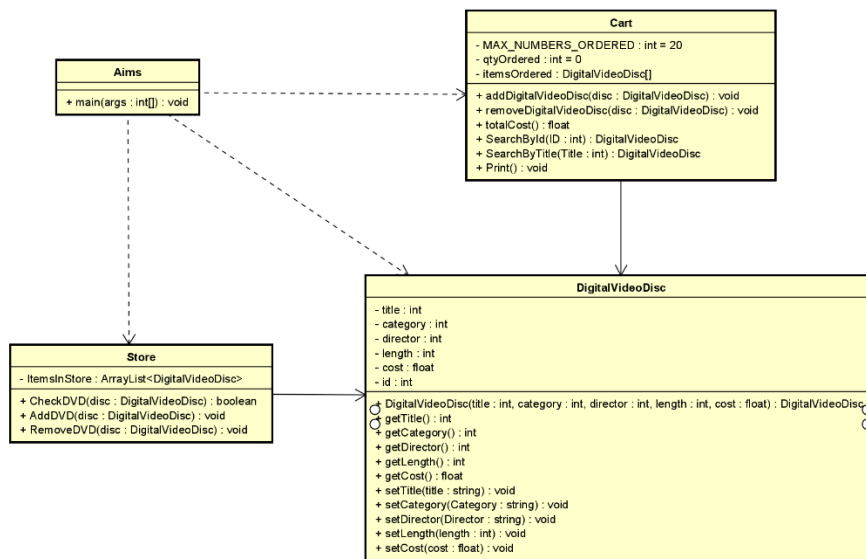 Aims
+ main(args : int[]) : void
Cart
- MAX_NUMBERS_ORDERED : int = 20
- qtyOrdered : int = 0
- itemsOrdered : DigitalVideoDisc[]
+ addDigitalVideoDisc(disc : DigitalVideoDisc) : void
+ removeDigitalVideoDisc(disc : DigitalVideoDisc) : void
+ totalCost() : float
+ SearchById(ID : int) : DigitalVideoDisc
+ SearchByTitle(Title : int) : DigitalVideoDisc
+ Print() : void
Store
- ItemsInStore : ArrayList<DigitalVideoDisc>
+ CheckDVD(disc : DigitalVideoDisc) : boolean
+ AddDVD(disc : DigitalVideoDisc) : void
+ RemoveDVD(disc : DigitalVideoDisc) : void
DigitalVideoDisc
- title : int
- category : int
- director : int
- length : int
- cost : float
- id : int
+ DigitalVideoDisc(title : int, category : int, director : int, length : int, cost : float) : DigitalVideoDisc
+ getTitle() : int
+ getCategory() : int
+ getDirector() : int
+ getLength() : int
+ getCost() : float
+ setTitle(title : string) : void
+ setCategory(Category : string) : void
+ setDirector(Director : string) : void
+ setLength(length : int) : void
+ setCost(cost : float) : void